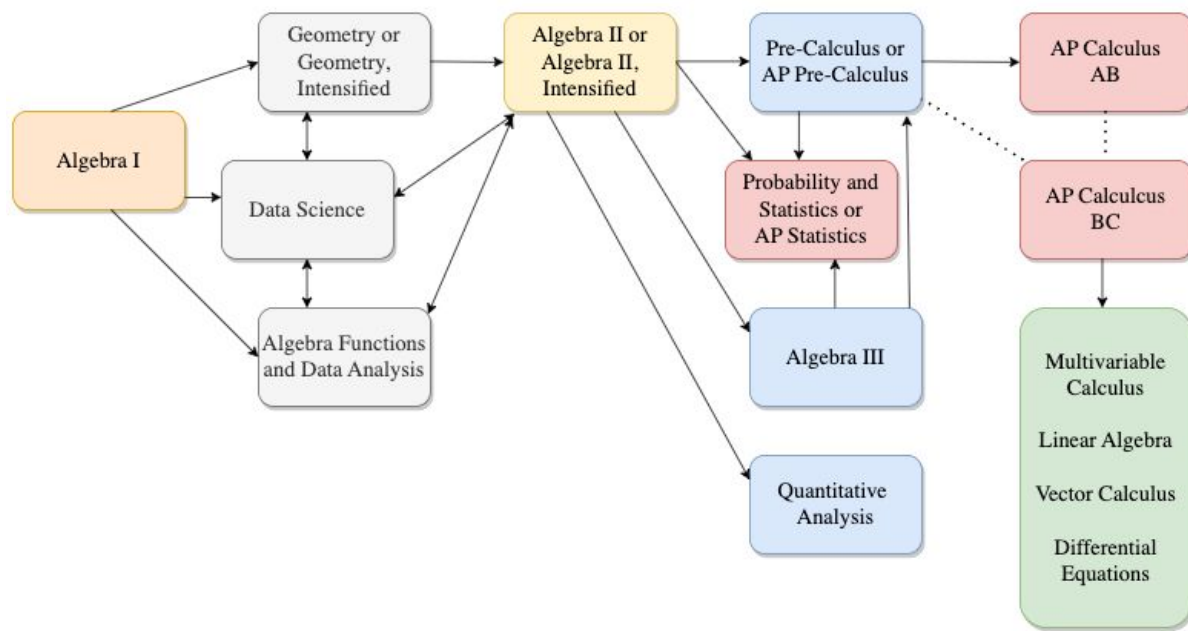 Geometry or
Geometry,
Intensified
Algebra II or
Algebra II,
Intensified
Pre-Calculus or
AP Pre-Calculus
AP Calculus
AB
Algebra I
Data Science
Probability and
Statistics or
AP Statistics
AP Calculcus
BC
Algebra Functions
and Data Analysis
Algebra III
Multivariable
Calculus
Linear Algebra
Vector Calculus
Differential
Equations
Quantitative
Analysis